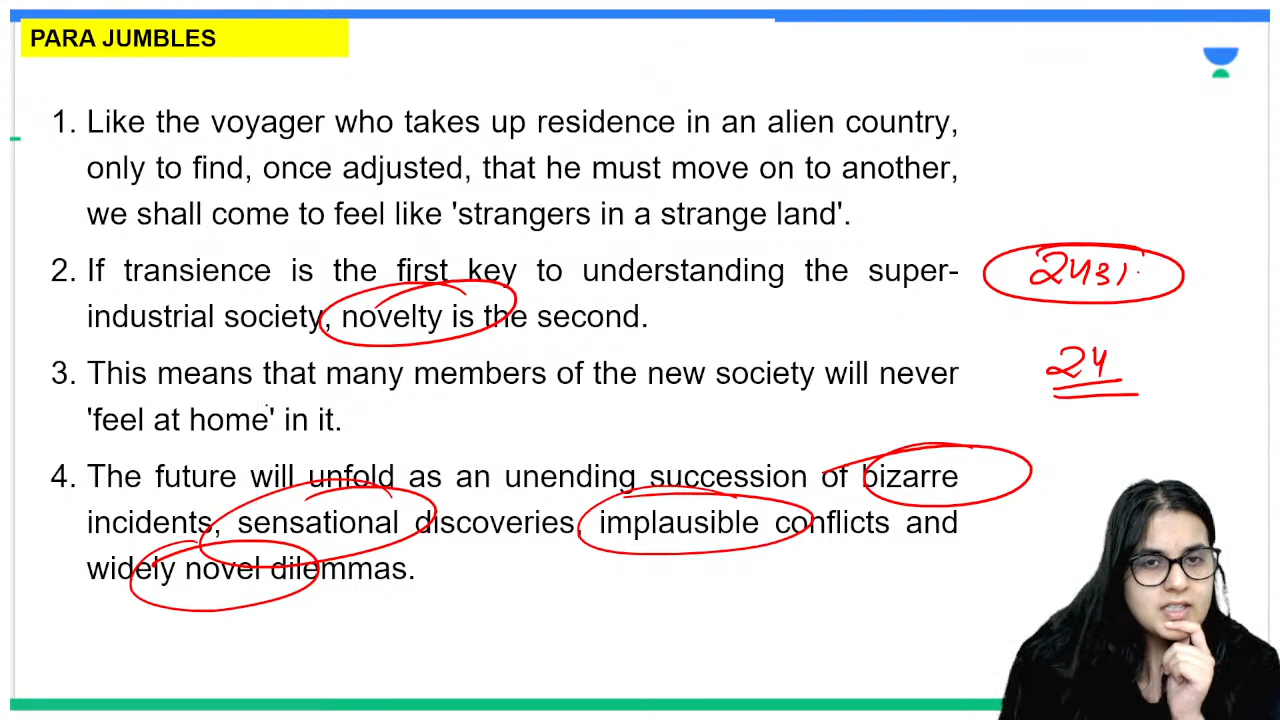 PARA JUMBLES
1. Like the voyager who takes up residence in an alien country,
only to find, once adjusted, that he must move on to another,
we shall come to feel like 'strangers in a strange land'.
2. If transience is the first key to understanding the super-
industrial society, novelty is the second.
2431
3. This means that many members of the new society will never
'feel at home' in it.
24
4. The future will unfold as an unending succession of bizarre
incidents, sensational discoveries, implausible conflicts and
widely novel dilemmas.